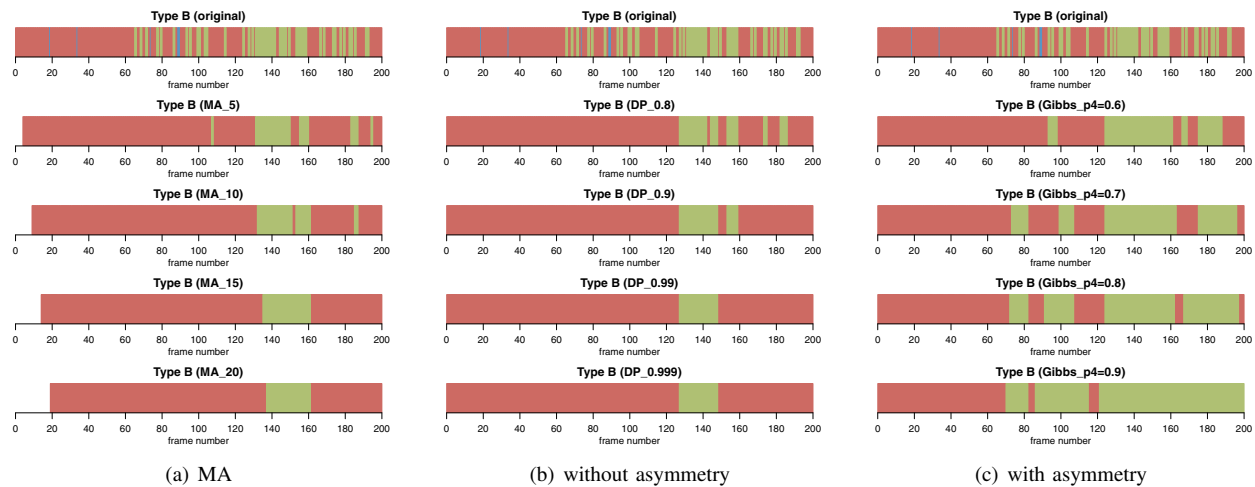 Type B (original)
0 20 40 60 80 100 120 140 160 180 200
frame number
Type B (MA_5)
0 20 40 60 80 100 120 140 160 180 200
frame number
Type B (MA_10)
0 20 40 60 80 100 120 140 160 180 200
frame number
Type B (MA_15)
0 20 40 60 80 100 120 140 160 180 200
frame number
Type B (MA_20)
0 20 40 60 80 100 120 140 160 180 200
frame number
(a) MA
Type B (original)
0 20 40 60 80 100 120 140 160 180 200
frame number
Type B (DP_0.8)
0 20 40 60 80 100 120 140 160 180 200
frame number
Type B (DP_0.9)
0 20 40 60 80 100 120 140 160 180 200
frame number
Type B (DP_0.99)
0 20 40 60 80 100 120 140 160 180 200
frame number
Type B (DP_0.999)
0 20 40 60 80 100 120 140 160 180 200
frame number
(b) without asymmetry
Type B (original)
0 20 40 60 80 100 120 140 160 180 200
frame number
Type B (Gibbs_p4=0.6)
0 20 40 60 80 100 120 140 160 180 200
frame number
Type B (Gibbs_p4=0.7)
0 20 40 60 80 100 120 140 160 180 200
frame number
Type B (Gibbs_p4=0.8)
0 20 40 60 80 100 120 140 160 180 200
frame number
Type B (Gibbs_p4=0.9)
0 20 40 60 80 100 120 140 160 180 200
frame number
(c) with asymmetry